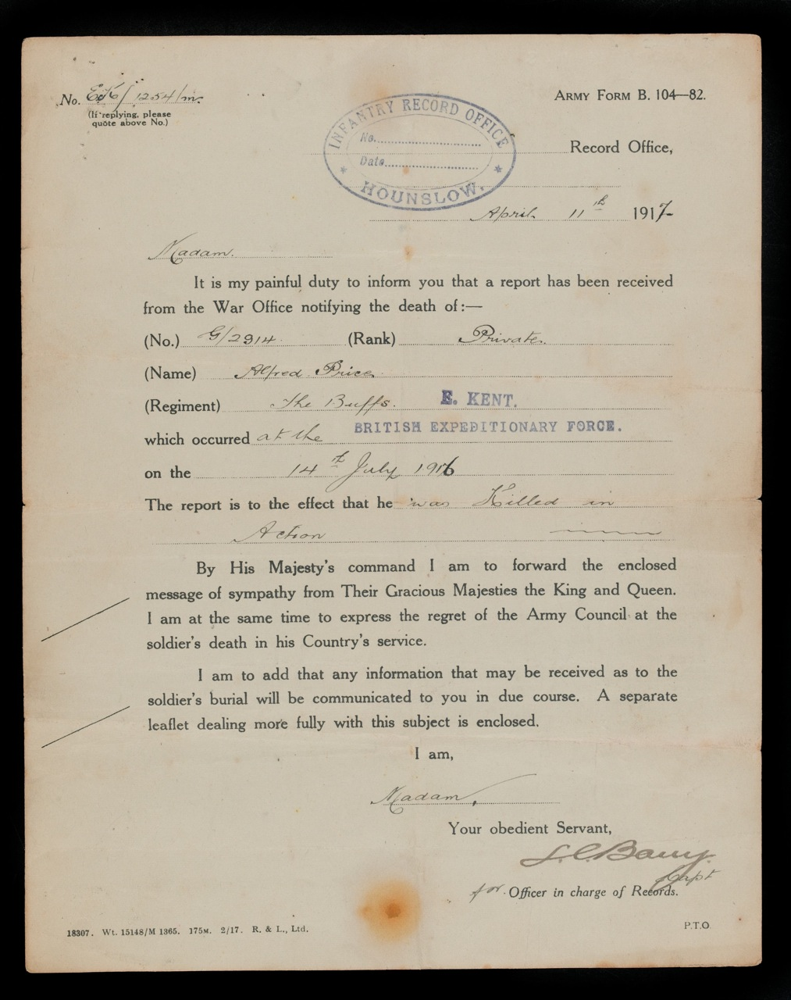 No. EK/1254/m.
(If replying, please
quote above No.)
ARMY FORM B. 104—82.
INFANTRY RECORD OFFICE
No.
Date
HOUNSLOW.
Record Office,
April 11th 1917
Madam.
It is my painful duty to inform you that a report has been received
from the War Office notifying the death of:—
(No.) G/2914 (Rank) Private.
(Name) Alfred Price
(Regiment) The Buffs. E. KENT.
which occurred at the BRITISH EXPEDITIONARY FORCE.
on the 14th July 1916
The report is to the effect that he was Killed in
Action
By His Majesty's command I am to forward the enclosed
message of sympathy from Their Gracious Majesties the King and Queen.
I am at the same time to express the regret of the Army Council at the
soldier's death in his Country's service.
I am to add that any information that may be received as to the
soldier's burial will be communicated to you in due course. A separate
leaflet dealing more fully with this subject is enclosed.
I am,
Madam,
Your obedient Servant,
Capt
for Officer in charge of Records.
18307. Wt. 15148/M 1365. 175M. 2/17. R. & L., Ltd.
P.T.O.